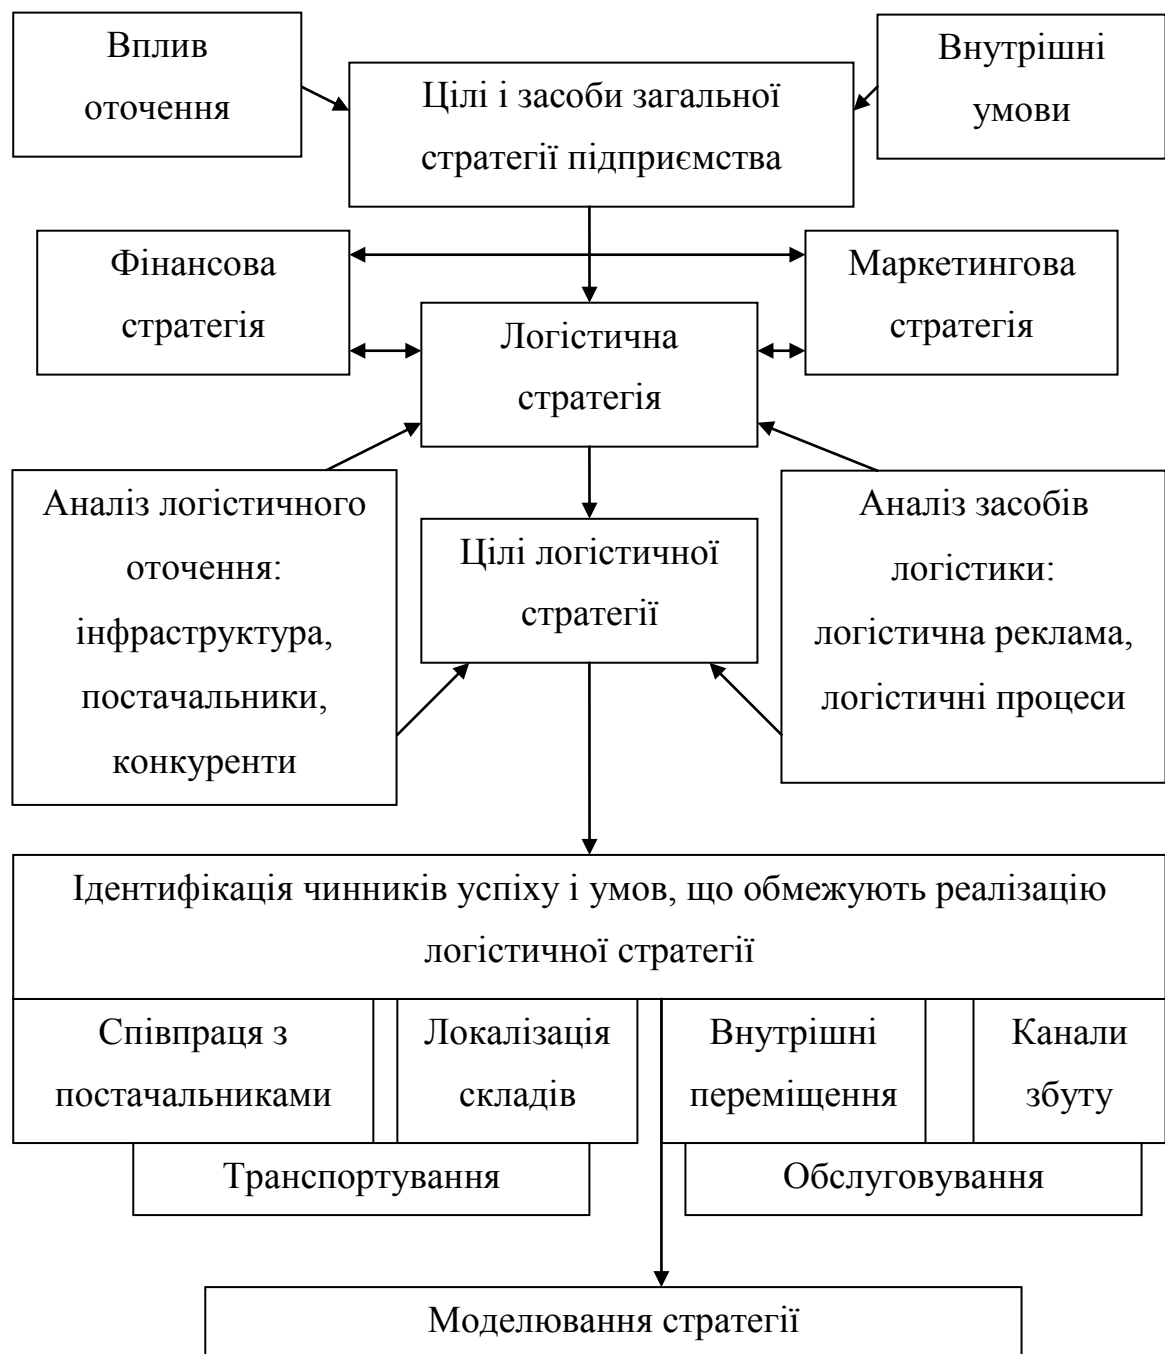 Вплив
оточення
Цілі і засоби загальної
стратегії підприємства
Внутрішні
умови
Фінансова
стратегія
Маркетингова
стратегія
Логістична
стратегія
Аналіз логістичного
оточення:
інфраструктура,
постачальники,
конкуренти
Цілі логістичної
стратегії
Аналіз засобів
логістики:
логістична реклама,
логістичні процеси
Ідентифікація чинників успіху і умов, що обмежують реалізацію
логістичної стратегії
Співпраця з
постачальниками
Локалізація
складів
Внутрішні
переміщення
Канали
збуту
Транспортування
Обслуговування
Моделювання стратегії